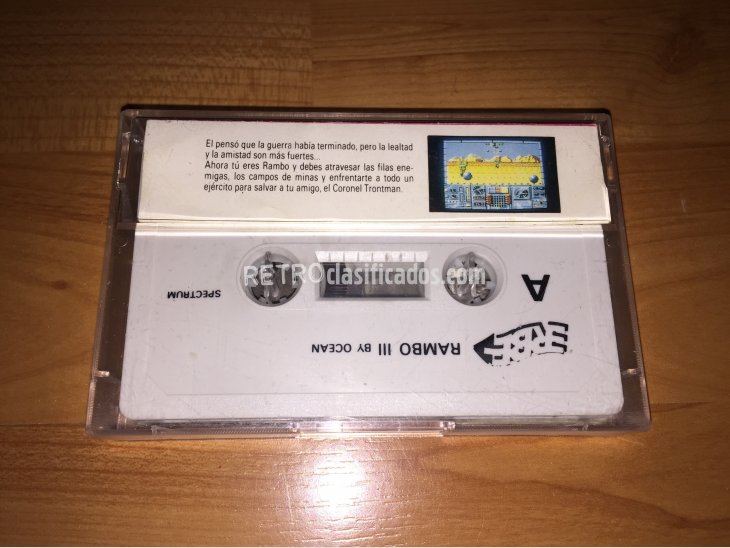 El pensó que la guerra había terminado, pero la lealtad
y la amistad son más fuertes...
Ahora tú eres Rambo y debes atravesar las filas ene-
migas, los campos de minas y enfrentarte a todo un
ejército para salvar a tu amigo, el Coronel Trontman.
RETROclasificados.com
A
SPECTRUM
ERBE
RAMBO III BY OCEAN